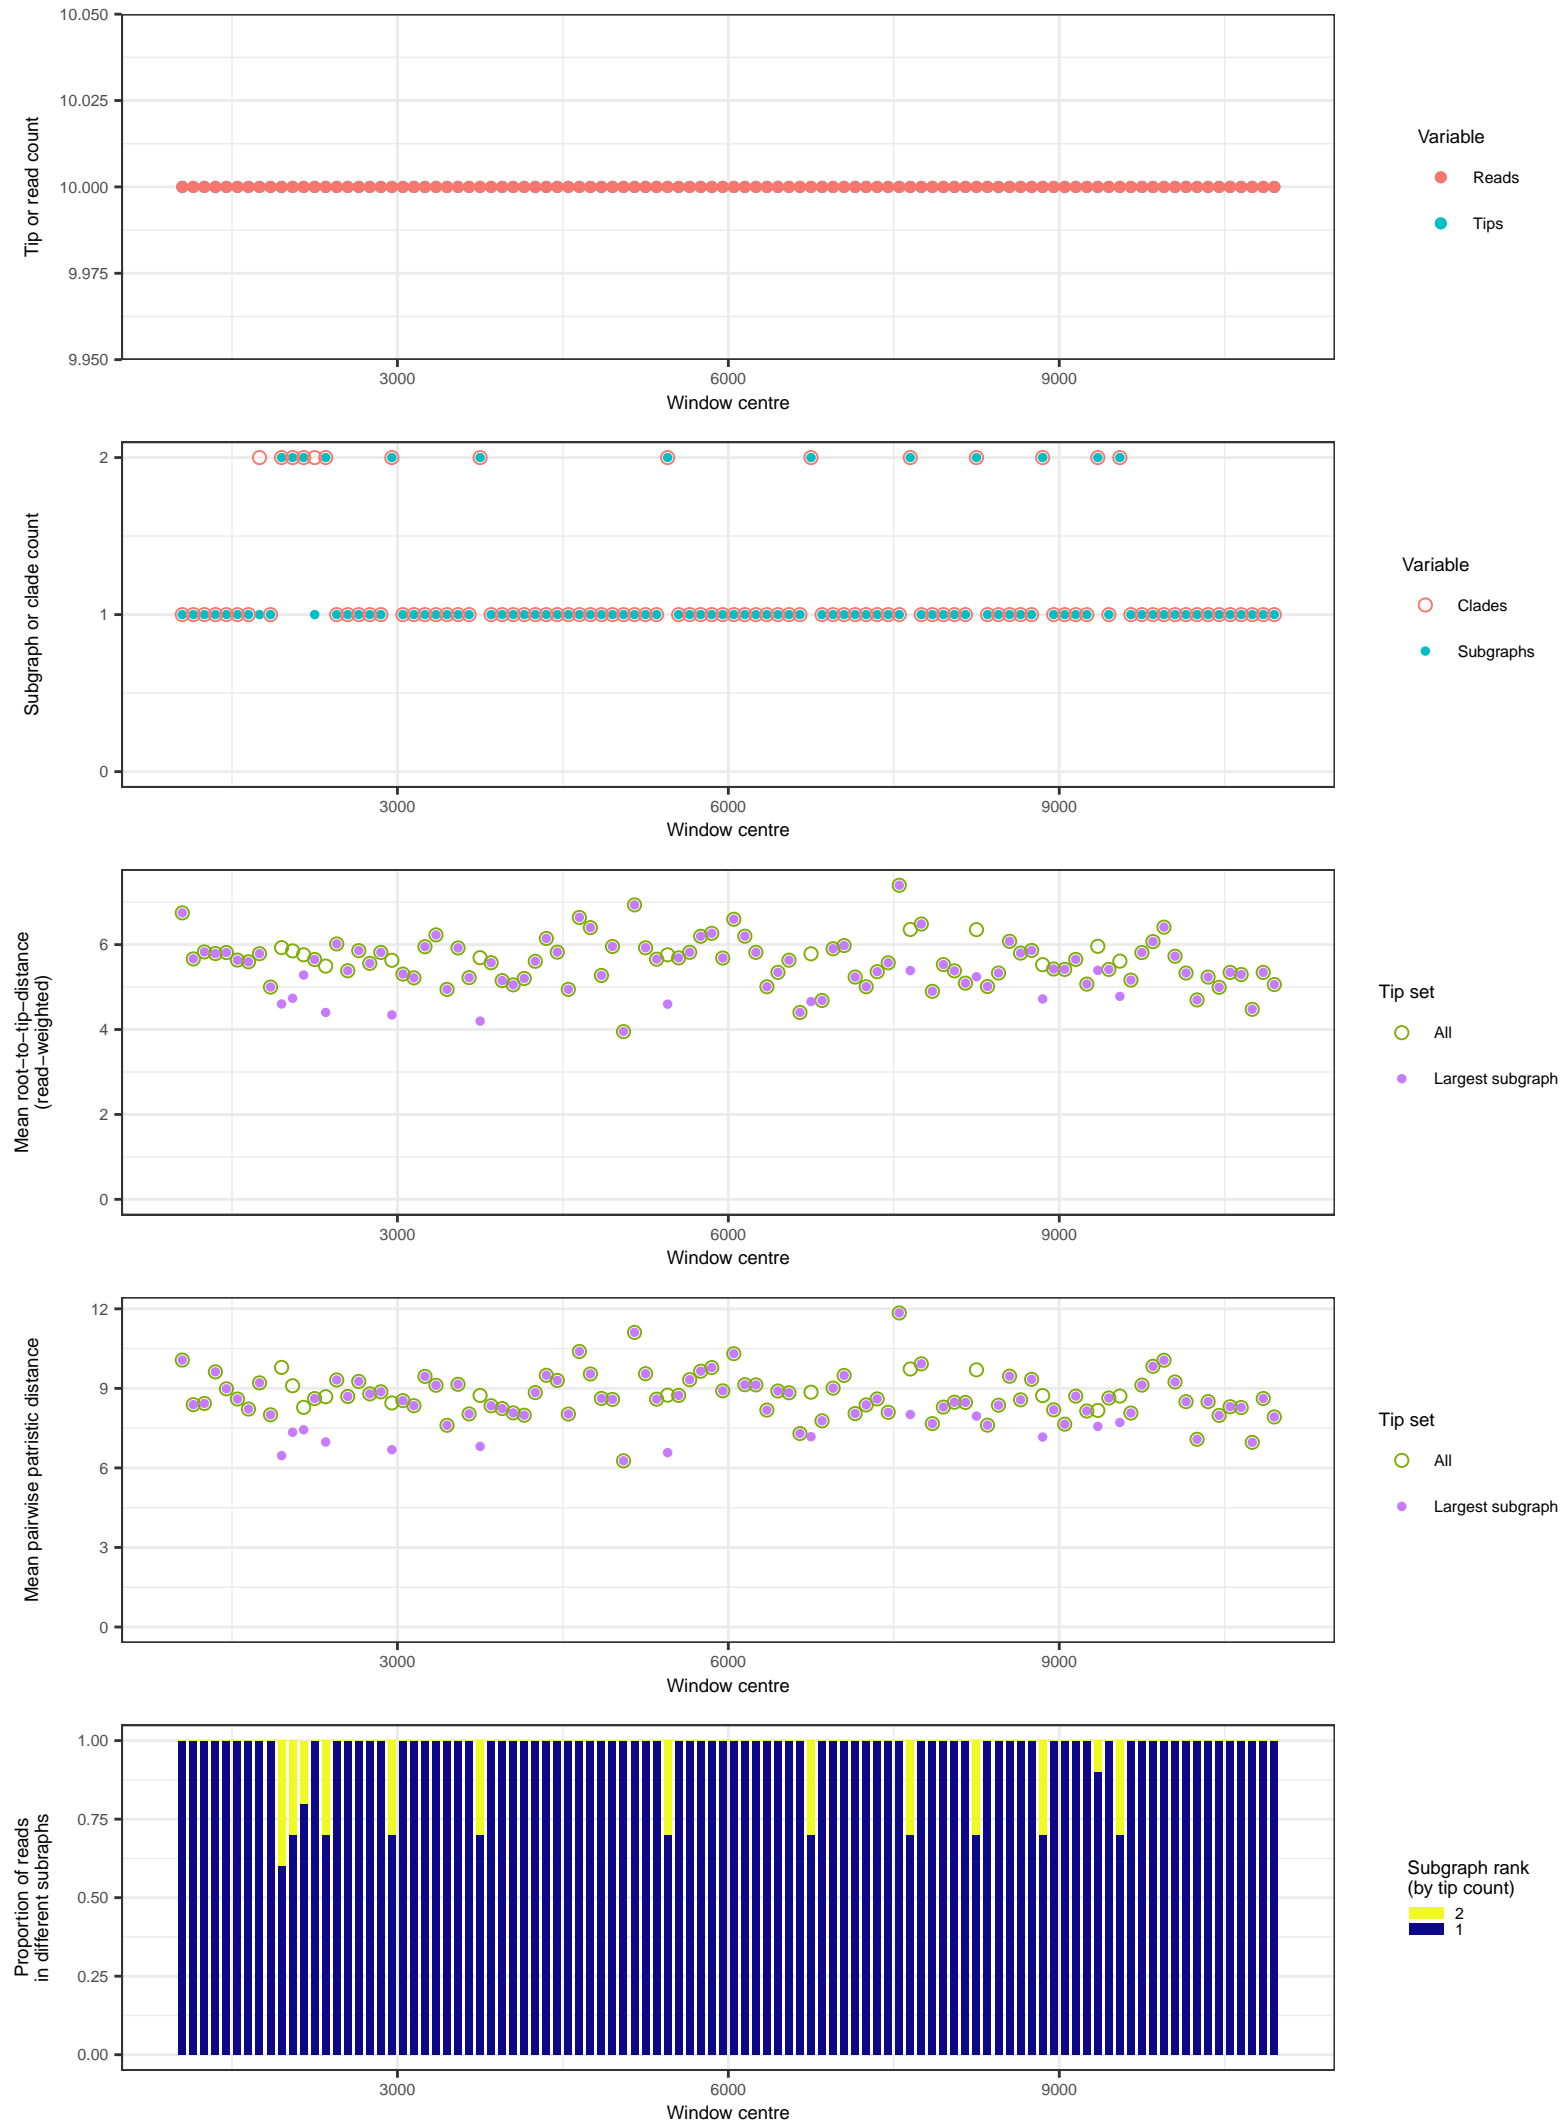 10.050
10.025
10.000
9.975
9.950
Tip or read count
3000
6000
9000
Window centre
Variable
Reads
Tips
2
1
0
Subgraph or clade count
3000
6000
9000
Window centre
Variable
Clades
Subgraphs
6
4
2
0
Mean root−to−tip−distance
(read−weighted)
3000
6000
9000
Window centre
Tip set
All
Largest subgraph
12
9
6
3
0
Mean pairwise patristic distance
3000
6000
9000
Window centre
Tip set
All
Largest subgraph
1.00
0.75
0.50
0.25
0.00
Proportion of reads
in different subraphs
3000
6000
9000
Window centre
Subgraph rank
(by tip count)
2
1